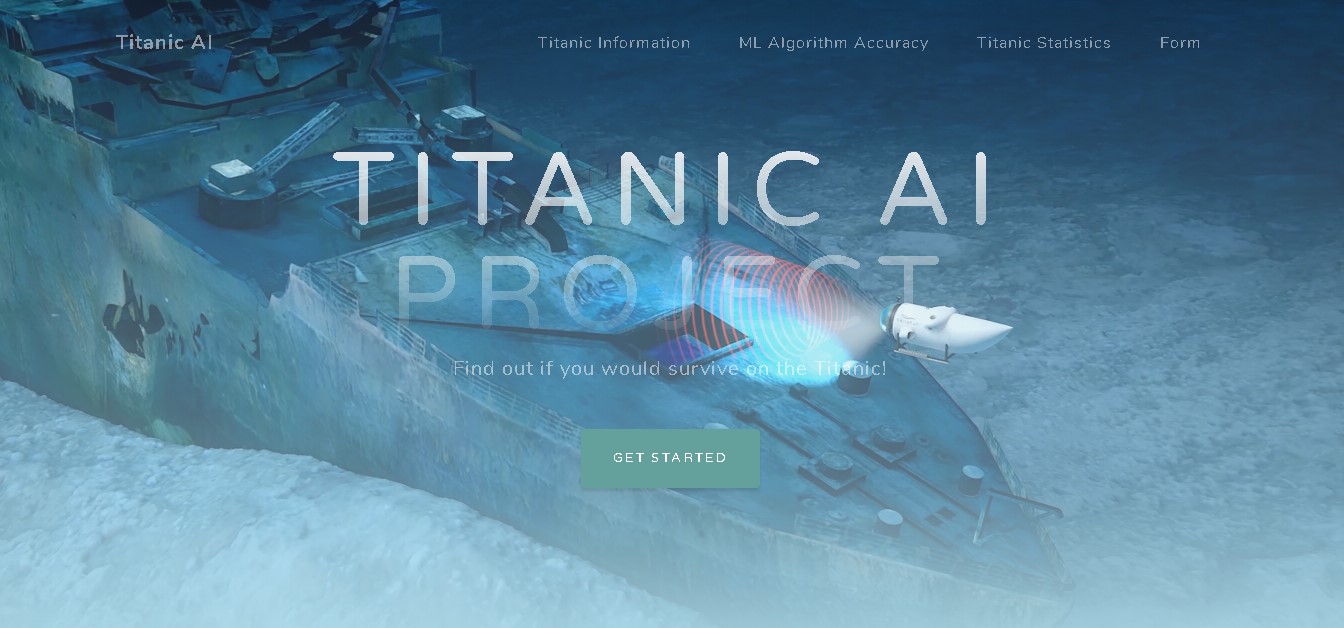 Titanic AI
Titanic Information
ML Algorithm Accuracy
Titanic Statistics
Form
TITANIC AI
PROJECT
Find out if you would survive on the Titanic!
GET STARTED